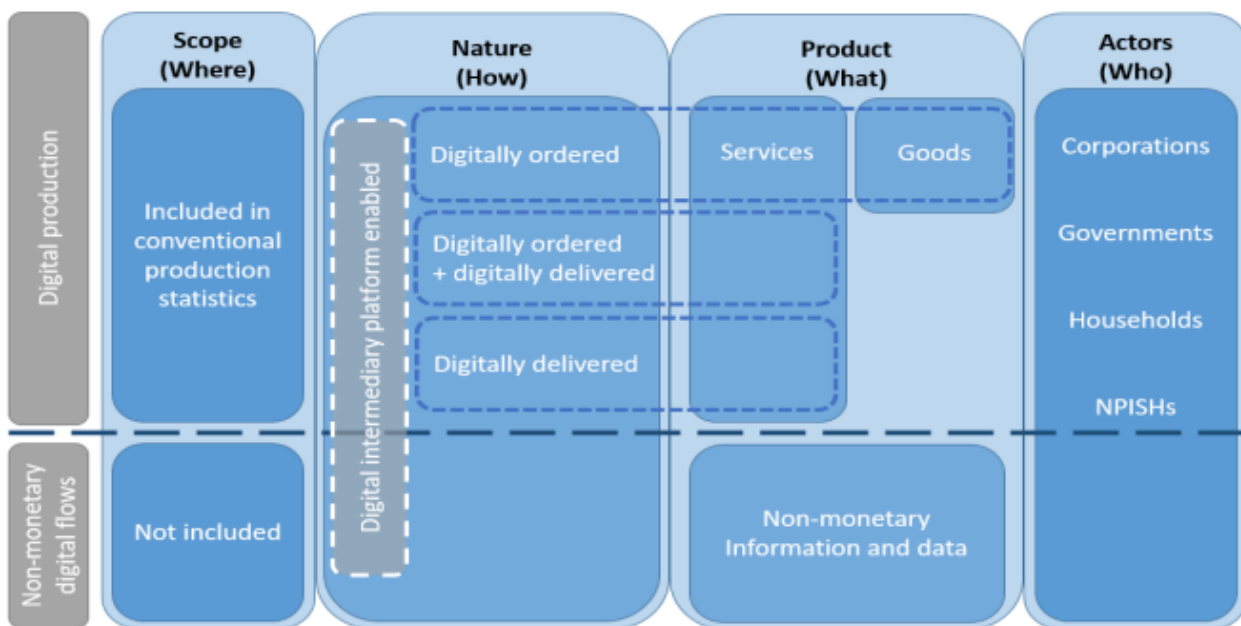 Scope
(Where)
Nature
(How)
Product
(What)
Actors
(Who)
Digital production
Included in
conventional
production
statistics
Digital intermediary platform enabled
Digitally ordered
Digitally ordered
+ digitally delivered
Digitally delivered
Services
Goods
Corporations
Governments
Households
NPISHs
Non-monetary
digital flows
Not included
Non-monetary
Information and data